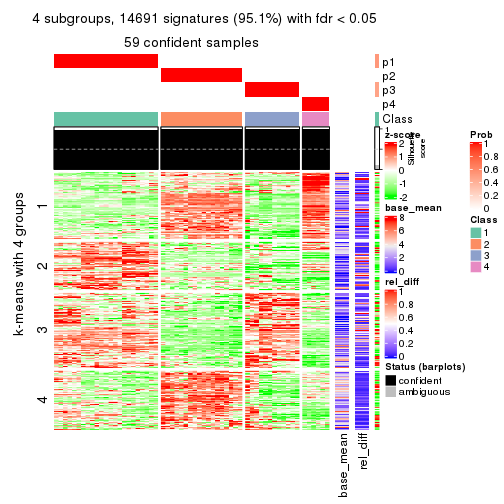 4 subgroups, 14691 signatures (95.1%) with fdr < 0.05
59 confident samples
p1
p2
p3
p4
Class
1
Silhouette
score
k-means with 4 groups
1
2
3
4
base_mean
rel_diff
z-score
2
1
0
-1
-2
base_mean
8
6
4
2
0
rel_diff
1
0.8
0.6
0.4
0.2
0
Status (barplots)
confident
ambiguous
Prob
1
0.8
0.6
0.4
0.2
0
Class
1
2
3
4